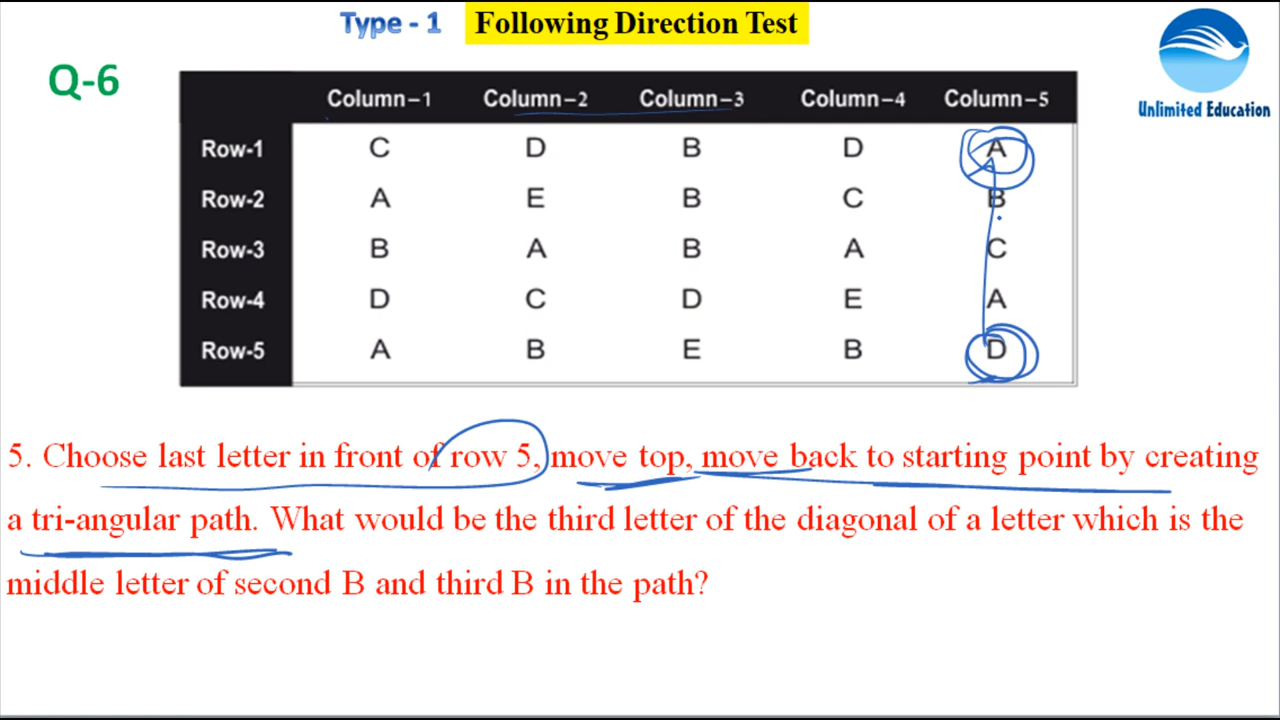 Type - 1 Following Direction Test
Q-6
Unlimited Education
Column-1 Column-2 Column-3 Column-4 Column-5
Row-1 C D B D A
Row-2 A E B C B
Row-3 B A B A C
Row-4 D C D E A
Row-5 A B E B D
5. Choose last letter in front of row 5, move top, move back to starting point by creating
a tri-angular path. What would be the third letter of the diagonal of a letter which is the
middle letter of second B and third B in the path?